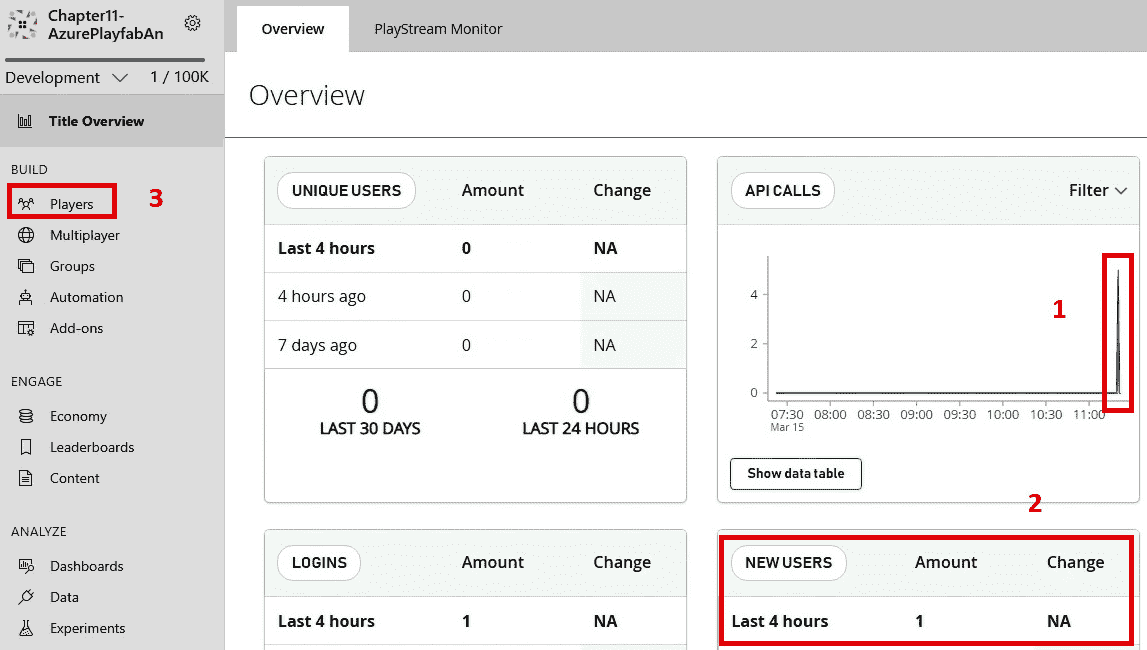 Chapter11-
AzurePlayfabAn
Development 1 / 100K
Title Overview
BUILD
Players 3
Multiplayer
Groups
Automation
Add-ons
ENGAGE
Economy
Leaderboards
Content
ANALYZE
Dashboards
Data
Experiments
Overview PlayStream Monitor
Overview
UNIQUE USERS Amount Change
Last 4 hours 0 NA
4 hours ago 0 NA
7 days ago 0 NA
0 0
LAST 30 DAYS LAST 24 HOURS
API CALLS Filter
4
1
2
0
07:30 08:00 08:30 09:00 09:30 10:00 10:30 11:00
Mar 15
Show data table
2
LOGINS Amount Change
Last 4 hours 1 NA
NEW USERS Amount Change
Last 4 hours 1 NA